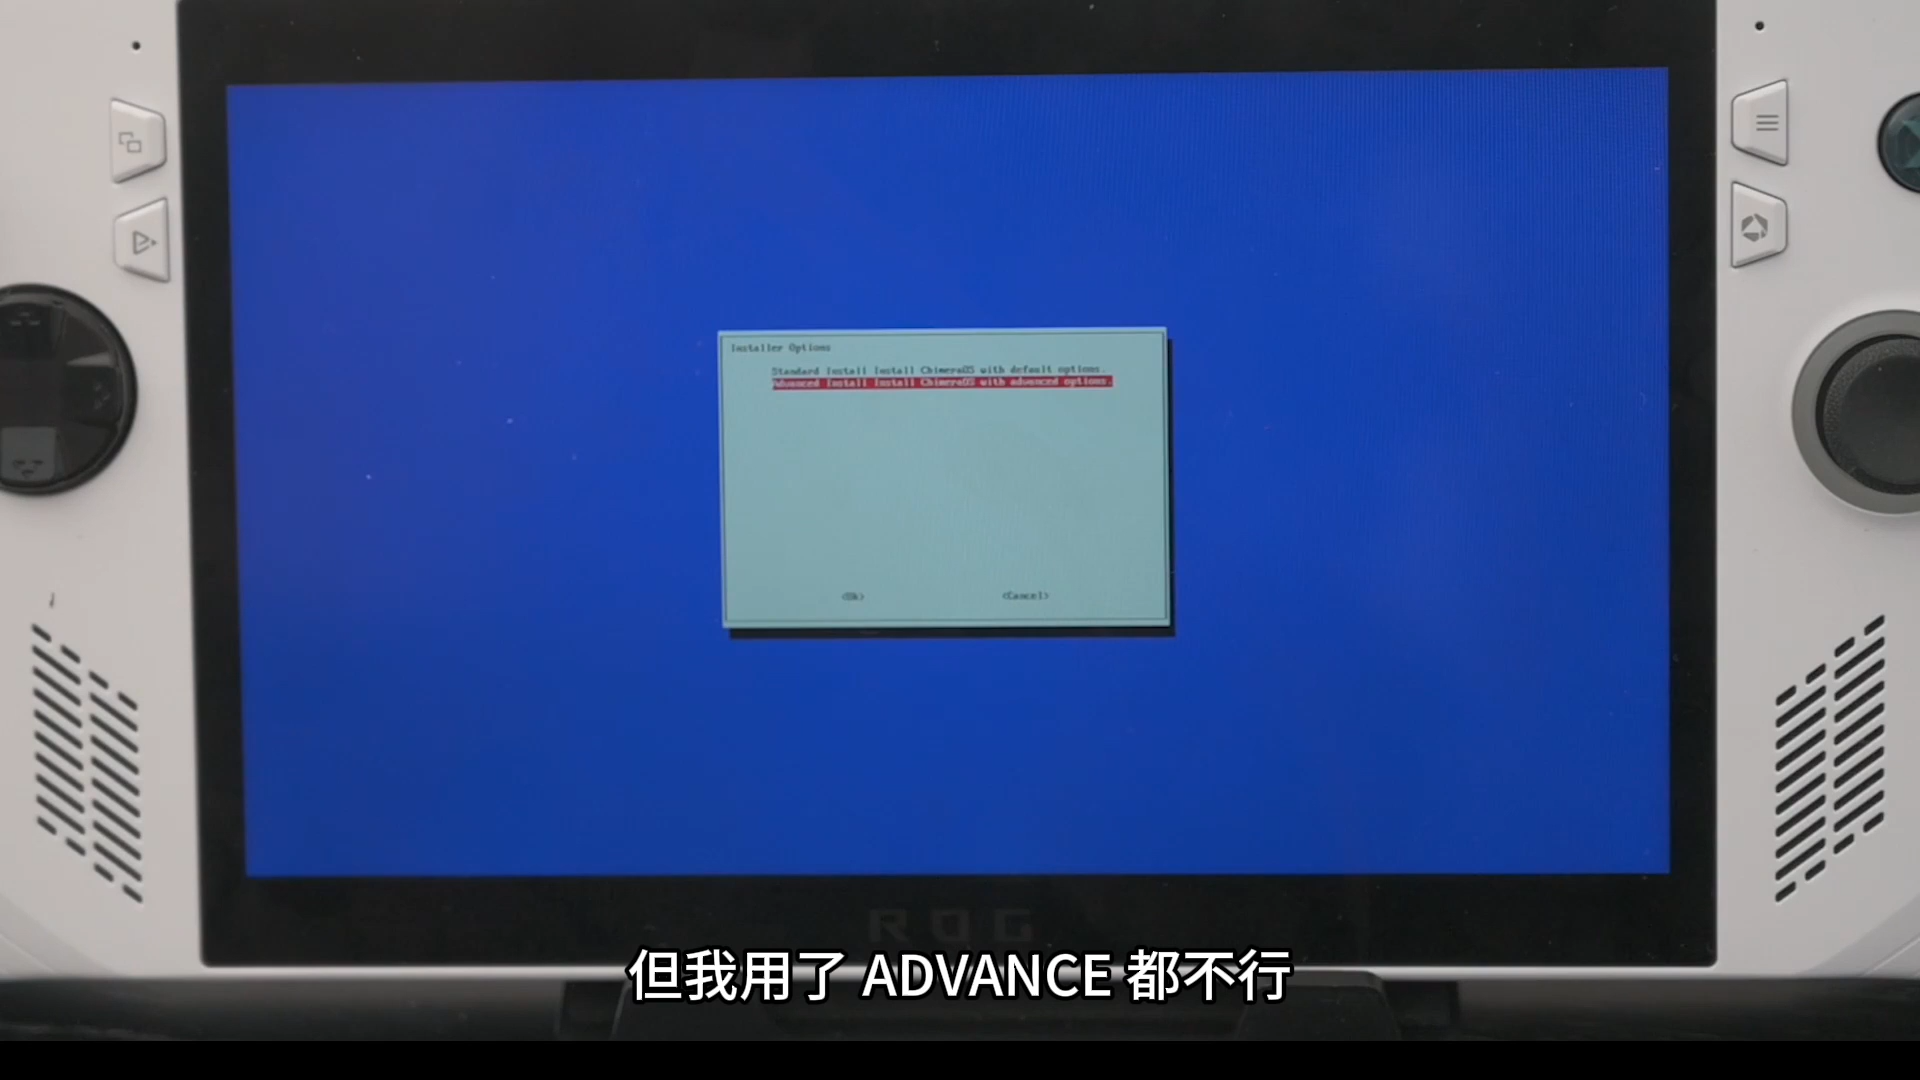 Installer Options
Standard Install Install ChimeraOS with default options.
Advanced Install Install ChimeraOS with advanced options.
<Ok> <Cancel>
ROG
但我用了 ADVANCE 都不行